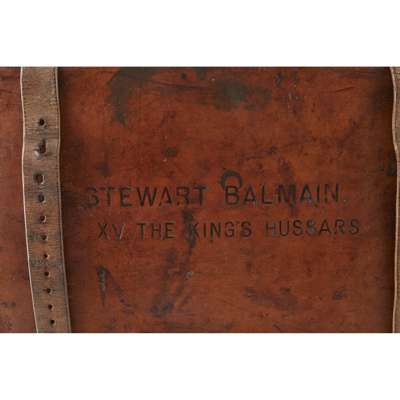 STEWART BALMAIN.
XV. THE KING'S HUSSARS